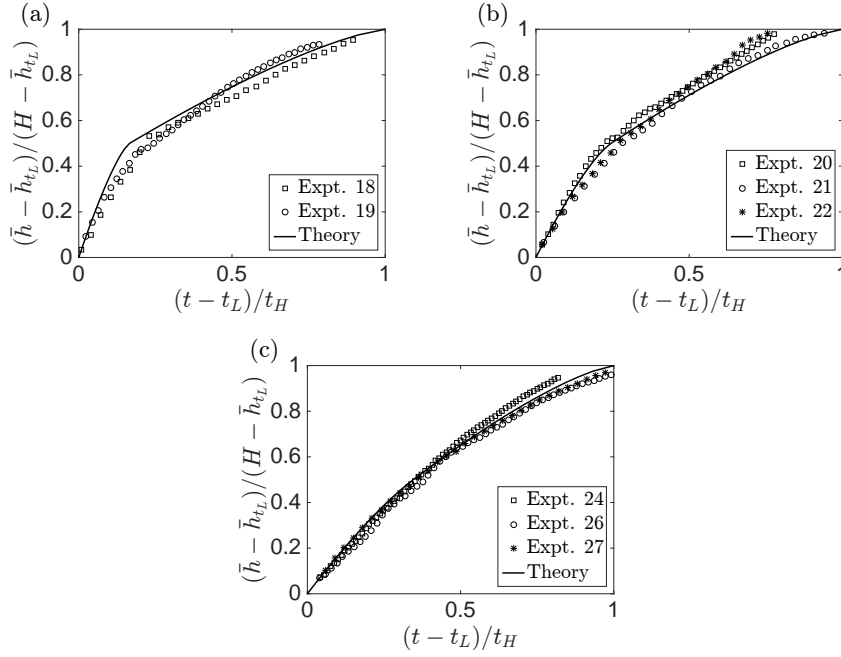 (a)
(h̄ − h̄_{t_L})/(H − h̄_{t_L})
1
0.8
0.6
0.4
0.2
0
0
0.5
1
(t − t_L)/t_H
Expt. 18
Expt. 19
Theory
(b)
(h̄ − h̄_{t_L})/(H − h̄_{t_L})
1
0.8
0.6
0.4
0.2
0
0
0.5
1
(t − t_L)/t_H
Expt. 20
Expt. 21
Expt. 22
Theory
(c)
(h̄ − h̄_{t_L})/(H − h̄_{t_L})
1
0.8
0.6
0.4
0.2
0
0
0.5
1
(t − t_L)/t_H
Expt. 24
Expt. 26
Expt. 27
Theory